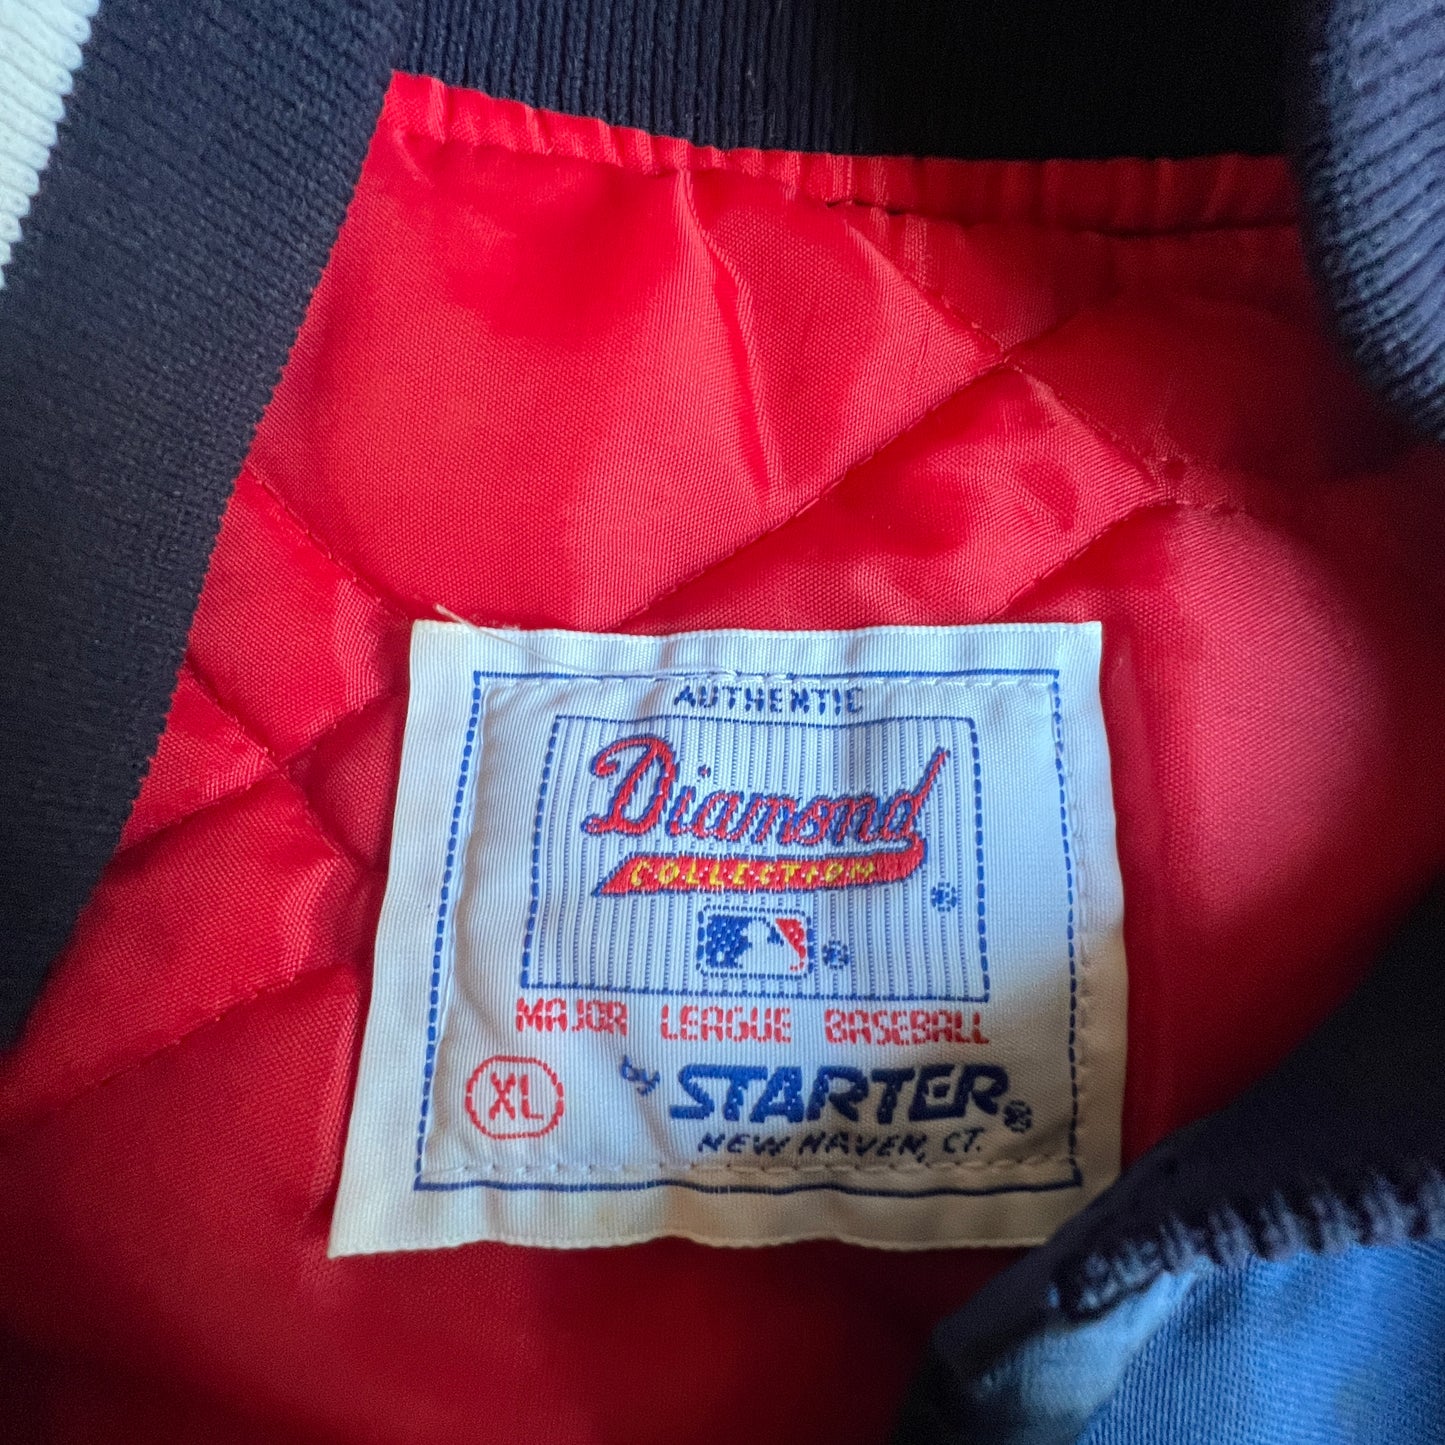 AUTHENTIC
Diamond
COLLECTION
®
®
MAJOR LEAGUE BASEBALL
XL
by STARTER®
NEW HAVEN, CT.